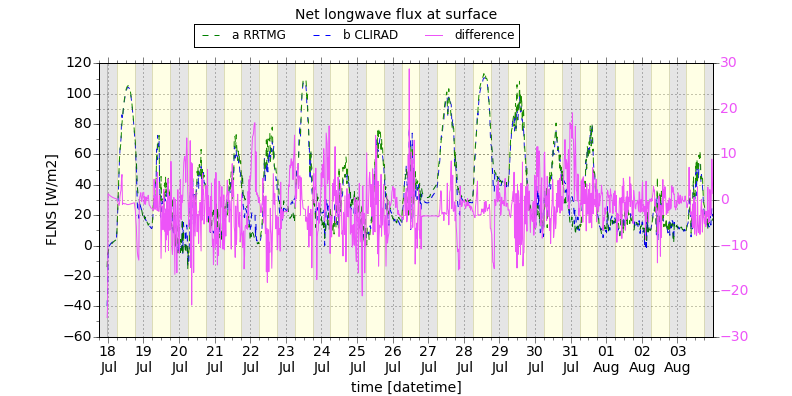 Net longwave flux at surface
a RRTMG b CLIRAD difference
120 30
100 20
80
60 10
40 0
20
0 −10
−20 −20
−40
−60 −30
FLNS [W/m2]
18 19 20 21 22 23 24 25 26 27 28 29 30 31 01 02 03
Jul Jul Jul Jul Jul Jul Jul Jul Jul Jul Jul Jul Jul Jul Aug Aug Aug
time [datetime]